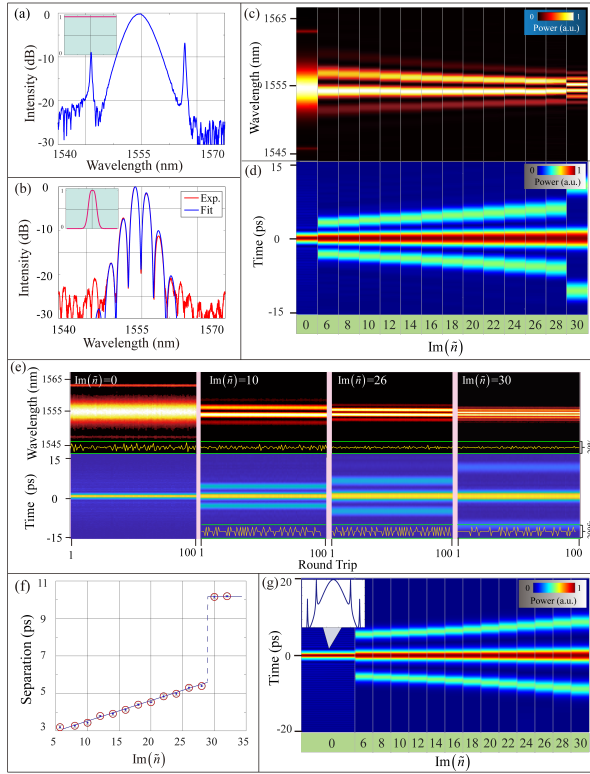 (a)
0
-10
-20
-30
Intensity (dB)
1
0
1540
1555
1570
Wavelength (nm)
(b)
0
-10
-20
-30
Intensity (dB)
1
0
Exp.
Fit
1540
1555
1570
Wavelength (nm)
(c)
1565
1555
1545
Wavelength (nm)
0
1
Power (a.u.)
(d)
15
0
-15
Time (ps)
0
1
Power (a.u.)
0 6 8 10 12 14 16 18 20 22 24 26 28 30
Im(ñ)
(e)
Im(ñ)=0
Im(ñ)=10
Im(ñ)=26
Im(ñ)=30
1565
1555
1545
Wavelength (nm)
15
0
-15
Time (ps)
1 100 1 100 1 100 1 100
Round Trip
(f)
11
9
7
5
3
Separation (ps)
5 10 15 20 25 30 35
Im(ñ)
(g)
20
0
-20
Time (ps)
0
1
Power (a.u.)
0 6 8 10 12 14 16 18 20 22 24 26 28 30
Im(ñ)